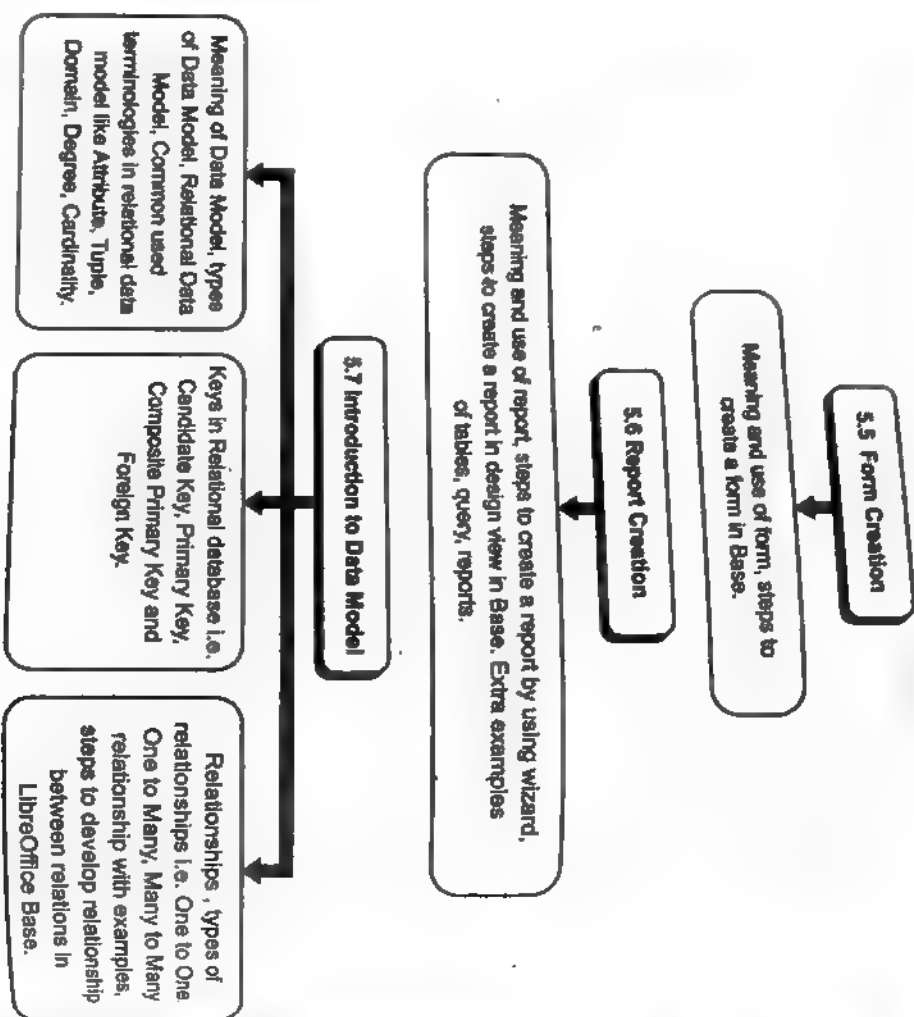 5.5 Form Creation
Meaning and use of form, steps to
create a form in Base.
5.6 Report Creation
Meaning and use of report, steps to create a report by using wizard,
steps to create a report in design view in Base. Extra examples
of tables, query, reports.
5.7 Introduction to Data Model
Meaning of Data Model, types
of Data Model, Relational Data
Model, Common used
terminologies in relational data
model like Attribute, Tuple,
Domain, Degree, Cardinality.
Keys in Relational database i.e.
Candidate Key, Primary Key,
Composite Primary Key and
Foreign Key.
Relationships , types of
relationships i.e. One to One
One to Many, Many to Many
relationship with examples,
steps to develop relationship
between relations in
LibreOffice Base.